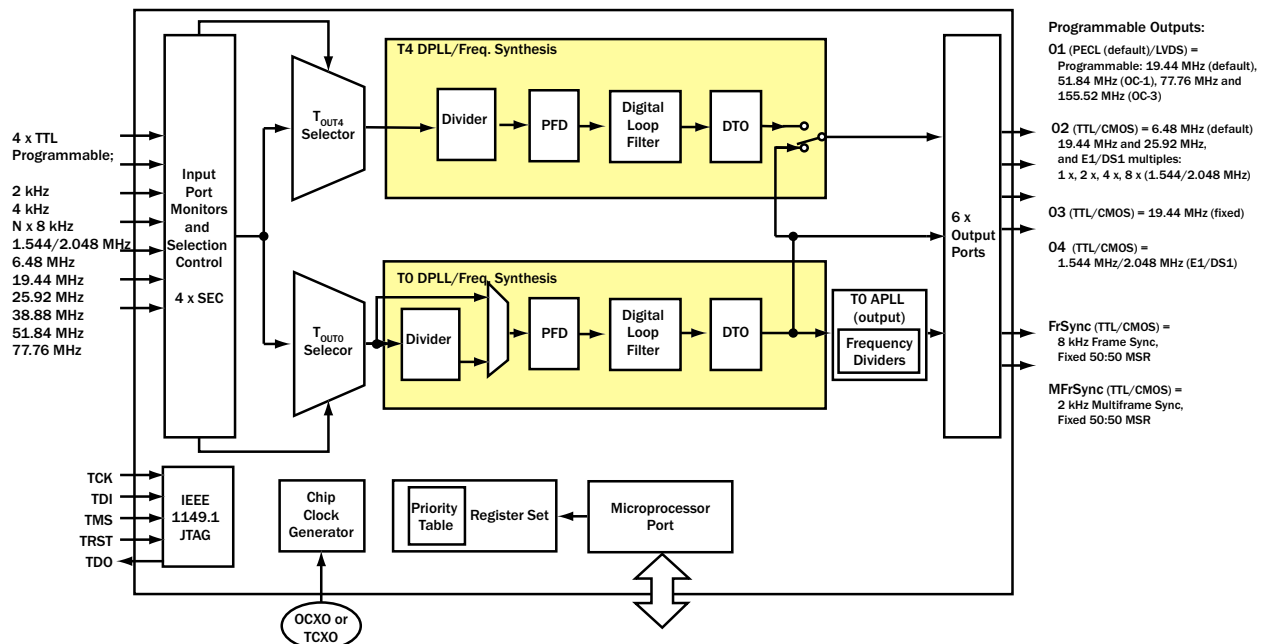 4 x TTL
Programmable;
2 kHz
4 kHz
N x 8 kHz
1.544/2.048 MHz
6.48 MHz
19.44 MHz
25.92 MHz
38.88 MHz
51.84 MHz
77.76 MHz
Input
Port
Monitors
and
Selection
Control
4 x SEC
TOUT4
Selector
TOUT0
Selecor
T4 DPLL/Freq. Synthesis
Divider
PFD
Digital
Loop
Filter
DTO
T0 DPLL/Freq. Synthesis
Divider
PFD
Digital
Loop
Filter
DTO
T0 APLL
(output)
Frequency
Dividers
6 x
Output
Ports
Programmable Outputs:
01 (PECL (default)/LVDS) =
Programmable: 19.44 MHz (default),
51.84 MHz (OC-1), 77.76 MHz and
155.52 MHz (OC-3)
02 (TTL/CMOS) = 6.48 MHz (default)
19.44 MHz and 25.92 MHz,
and E1/DS1 multiples:
1 x, 2 x, 4 x, 8 x (1.544/2.048 MHz)
03 (TTL/CMOS) = 19.44 MHz (fixed)
04 (TTL/CMOS) =
1.544 MHz/2.048 MHz (E1/DS1)
FrSync (TTL/CMOS) =
8 kHz Frame Sync,
Fixed 50:50 MSR
MFrSync (TTL/CMOS) =
2 kHz Multiframe Sync,
Fixed 50:50 MSR
TCK
TDI
TMS
TRST
TDO
IEEE
1149.1
JTAG
Chip
Clock
Generator
OCXO or
TCXO
Priority
Table
Register Set
Microprocessor
Port